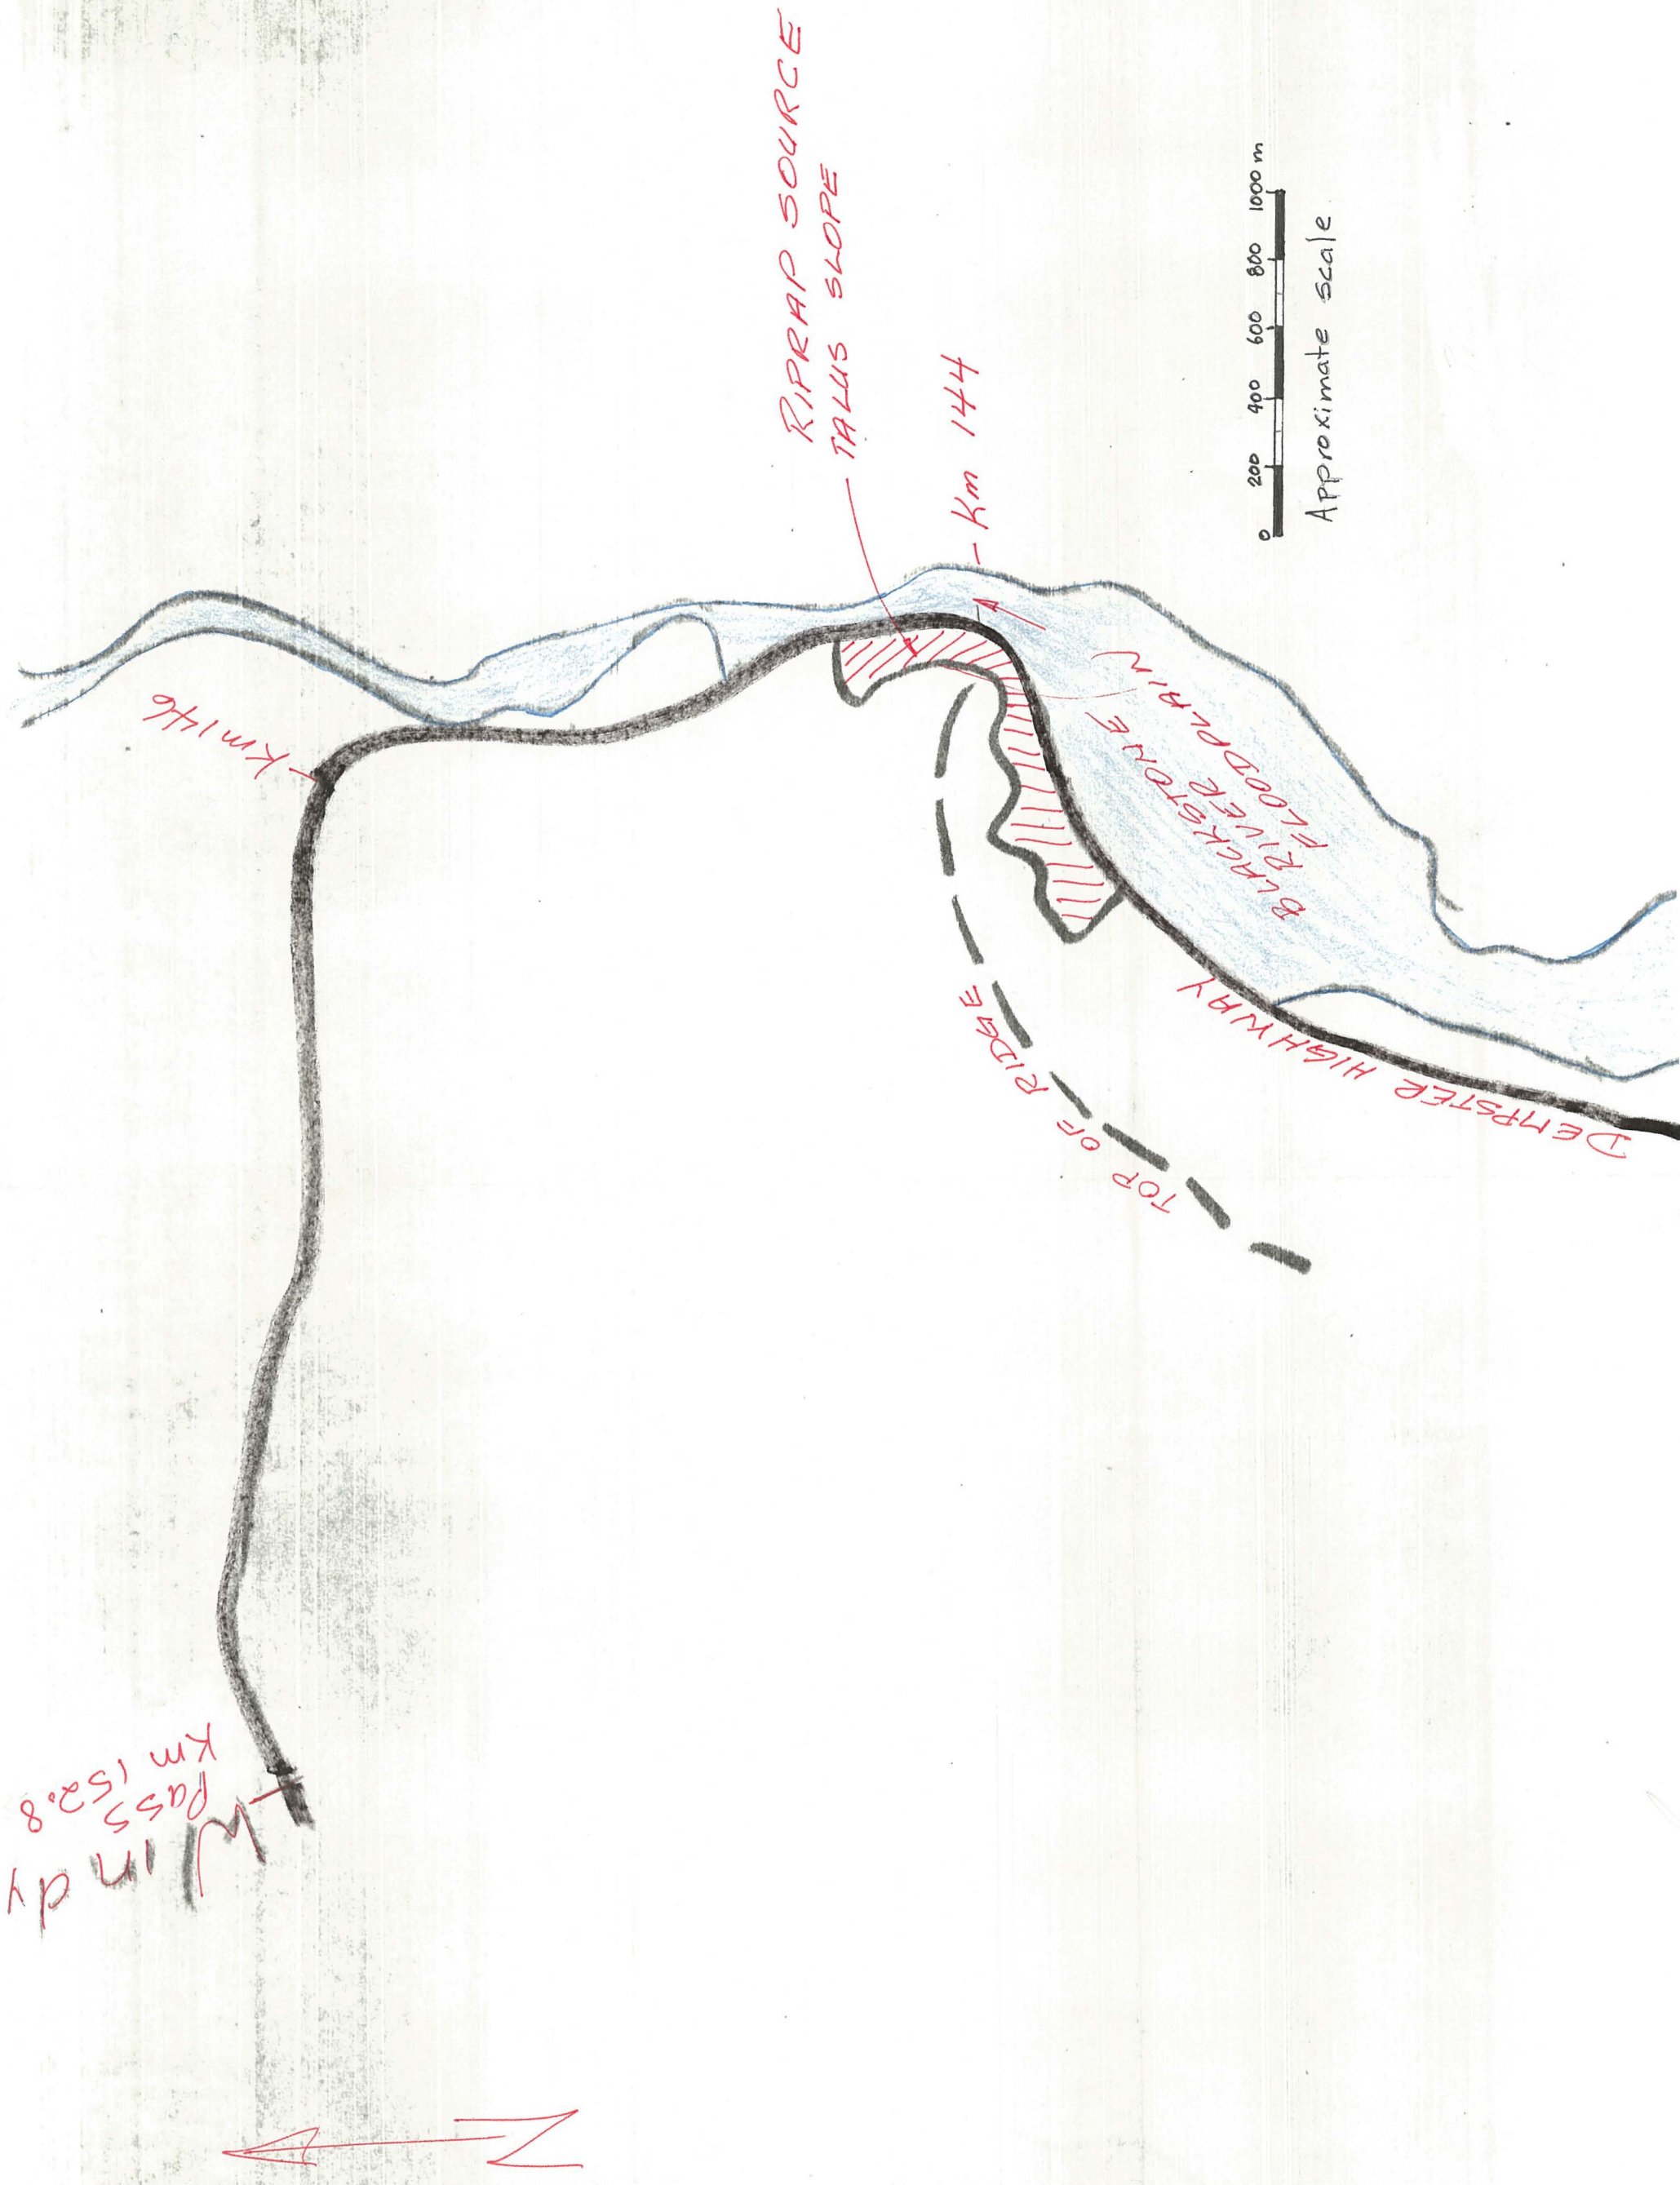 RIPRAP SOURCE
TALUS SLOPE
Km 144
Km 146
Windy
Pass
Km 152.8
BLACKSTONE
RIVER
FLOODPLAIN
TOP OF RIDGE
DEMPSTER HIGHWAY
0 200 400 600 800 1000 m
Approximate scale
N